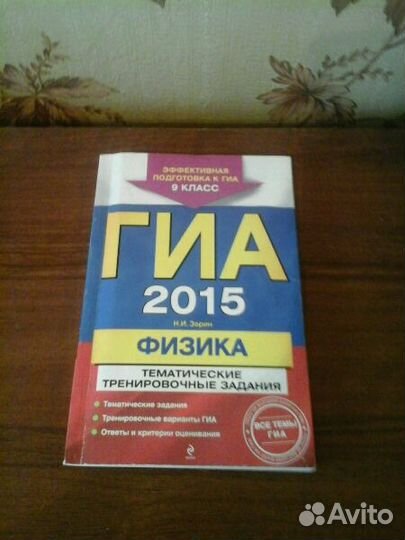 ЭФФЕКТИВНАЯ
ПОДГОТОВКА К ГИА
9 КЛАСС
ГИА
2015
Н.И. Зорин
ФИЗИКА
ТЕМАТИЧЕСКИЕ
ТРЕНИРОВОЧНЫЕ ЗАДАНИЯ
Тематические задания
Тренировочные варианты ГИА
Ответы и критерии оценивания
ВСЕ ТЕМЫ
ГИА
Avito